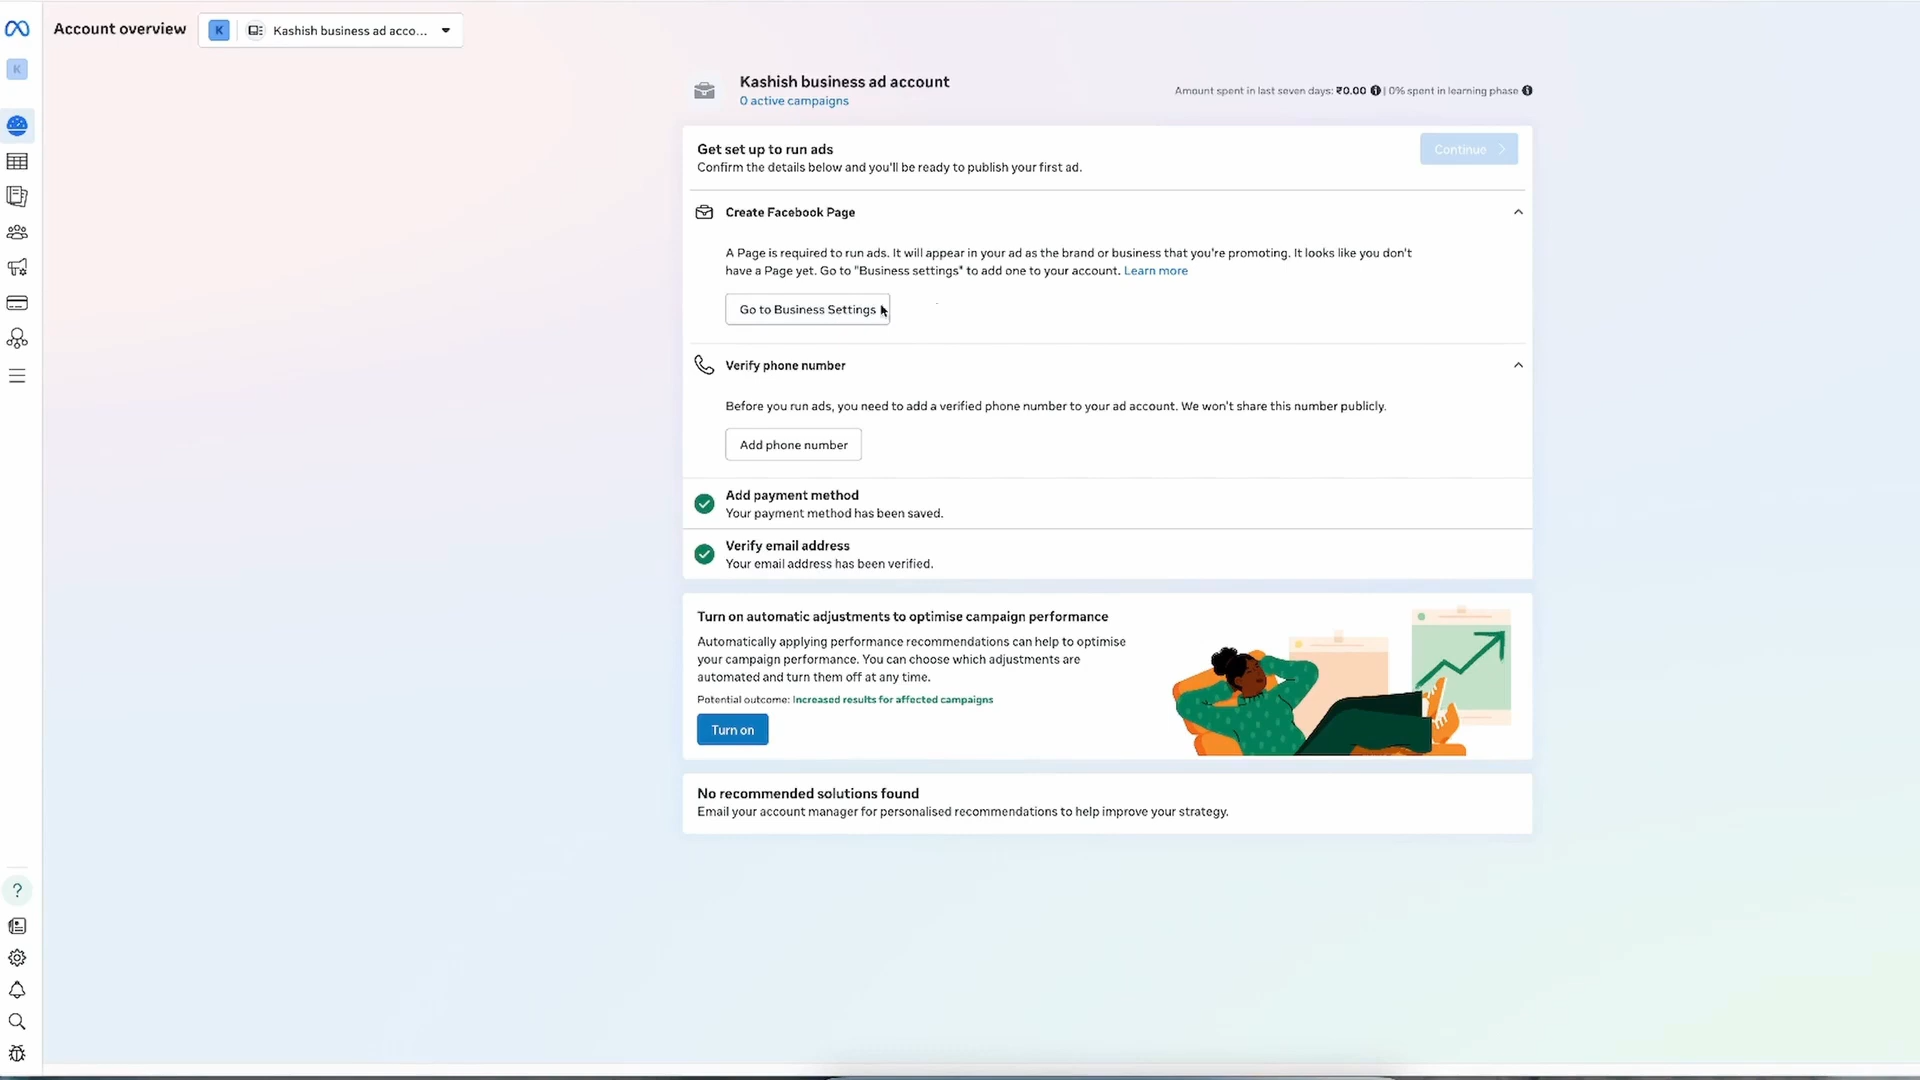 Account overview
K
Kashish business ad acco...
K
Kashish business ad account
0 active campaigns
Amount spent in last seven days: ₹0.00 | 0% spent in learning phase
Get set up to run ads
Confirm the details below and you'll be ready to publish your first ad.
Continue
Create Facebook Page
A Page is required to run ads. It will appear in your ad as the brand or business that you're promoting. It looks like you don't
have a Page yet. Go to "Business settings" to add one to your account. Learn more
Go to Business Settings
Verify phone number
Before you run ads, you need to add a verified phone number to your ad account. We won't share this number publicly.
Add phone number
Add payment method
Your payment method has been saved.
Verify email address
Your email address has been verified.
Turn on automatic adjustments to optimise campaign performance
Automatically applying performance recommendations can help to optimise
your campaign performance. You can choose which adjustments are
automated and turn them off at any time.
Potential outcome: Increased results for affected campaigns
Turn on
No recommended solutions found
Email your account manager for personalised recommendations to help improve your strategy.